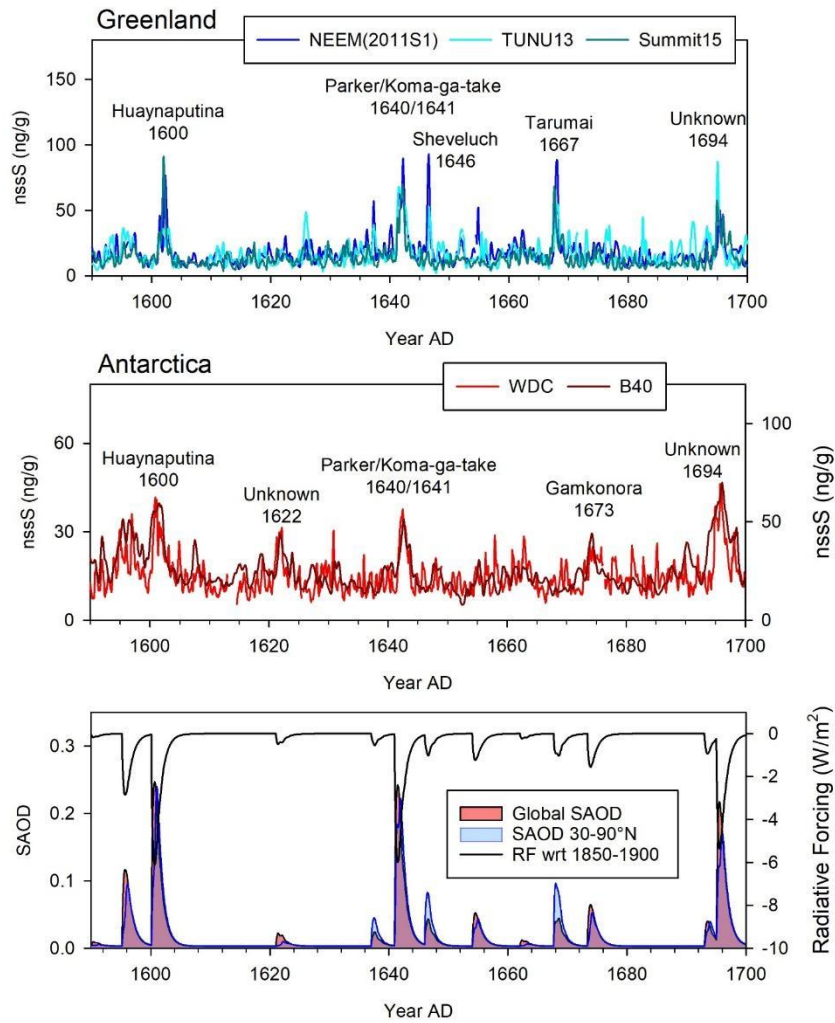 Greenland
NEEM(2011S1) TUNU13 Summit15
nssS (ng/g)
150
100
50
0
Huaynaputina
1600
Parker/Koma-ga-take
1640/1641
Sheveluch
1646
Tarumai
1667
Unknown
1694
1600 1620 1640 1660 1680 1700
Year AD
Antarctica
WDC B40
nssS (ng/g)
60
30
0
Huaynaputina
1600
Unknown
1622
Parker/Koma-ga-take
1640/1641
Gamkonora
1673
Unknown
1694
100
50
0
nssS (ng/g)
1600 1620 1640 1660 1680 1700
Year AD
SAOD
0.3
0.2
0.1
0.0
Global SAOD
SAOD 30-90°N
RF wrt 1850-1900
0
-2
-4
-6
-8
-10
Radiative Forcing (W/m²)
1600 1620 1640 1660 1680 1700
Year AD